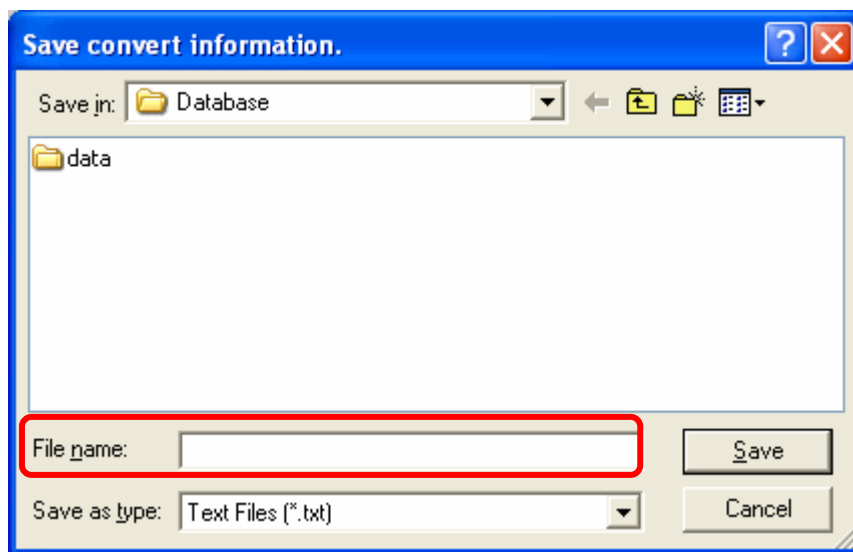 Save convert information.
Save in: Database
data
File name:
Save
Save as type: Text Files (*.txt)
Cancel